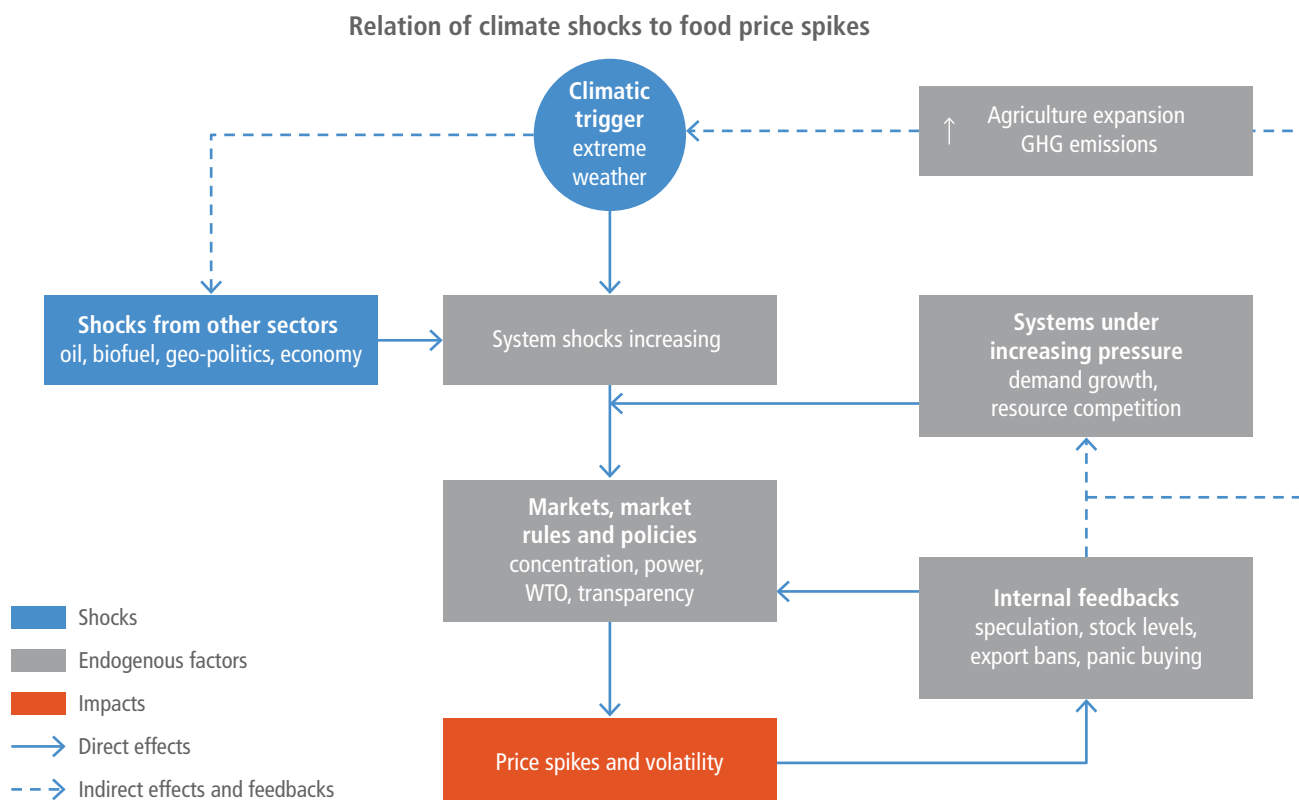 Relation of climate shocks to food price spikes
Climatic
trigger
extreme
weather
↑
Agriculture expansion
GHG emissions
Shocks from other sectors
oil, biofuel, geo-politics, economy
System shocks increasing
Systems under
increasing pressure
demand growth,
resource competition
Markets, market
rules and policies
concentration, power,
WTO, transparency
Internal feedbacks
speculation, stock levels,
export bans, panic buying
Price spikes and volatility
Shocks
Endogenous factors
Impacts
Direct effects
Indirect effects and feedbacks